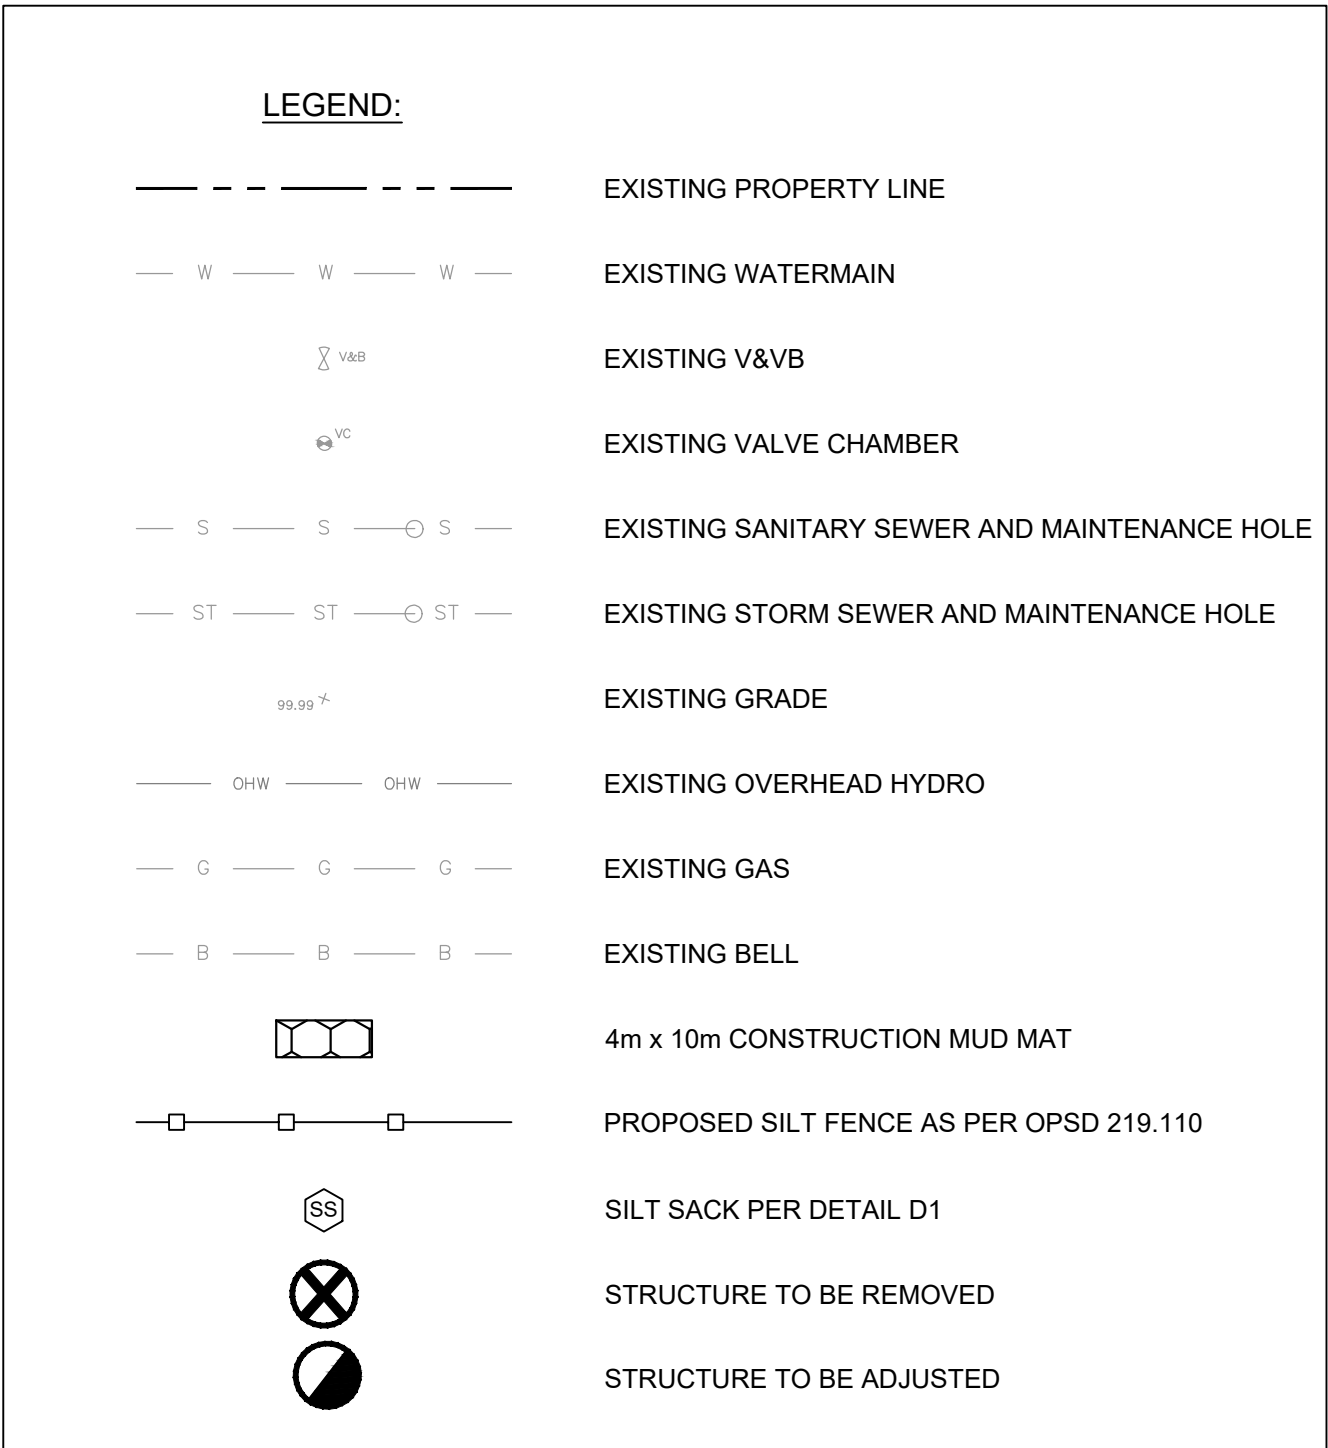 LEGEND:
EXISTING PROPERTY LINE
W W W EXISTING WATERMAIN
V&B EXISTING V&VB
VC EXISTING VALVE CHAMBER
S S S EXISTING SANITARY SEWER AND MAINTENANCE HOLE
ST ST ST EXISTING STORM SEWER AND MAINTENANCE HOLE
99.99 EXISTING GRADE
OHW OHW EXISTING OVERHEAD HYDRO
G G G EXISTING GAS
B B B EXISTING BELL
4m x 10m CONSTRUCTION MUD MAT
PROPOSED SILT FENCE AS PER OPSD 219.110
SS SILT SACK PER DETAIL D1
STRUCTURE TO BE REMOVED
STRUCTURE TO BE ADJUSTED